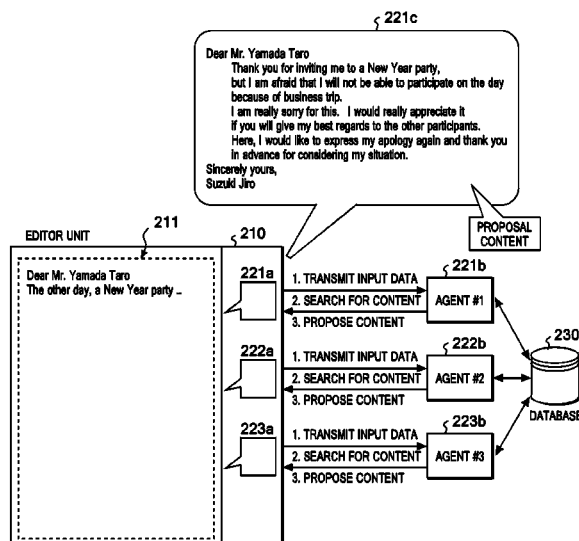 221c
Dear Mr. Yamada Taro
Thank you for inviting me to a New Year party,
but I am afraid that I will not be able to participate on the day
because of business trip.
I am really sorry for this. I would really appreciate it
if you will give my best regards to the other participants.
Here, I would like to express my apology again and thank you
in advance for considering my situation.
Sincerely yours,
Suzuki Jiro
PROPOSAL
CONTENT
EDITOR UNIT
211
210
Dear Mr. Yamada Taro
The other day, a New Year party ...
221a
1. TRANSMIT INPUT DATA
2. SEARCH FOR CONTENT
3. PROPOSE CONTENT
221b
AGENT #1
222a
1. TRANSMIT INPUT DATA
2. SEARCH FOR CONTENT
3. PROPOSE CONTENT
222b
AGENT #2
230
DATABASE
223a
1. TRANSMIT INPUT DATA
2. SEARCH FOR CONTENT
3. PROPOSE CONTENT
223b
AGENT #3